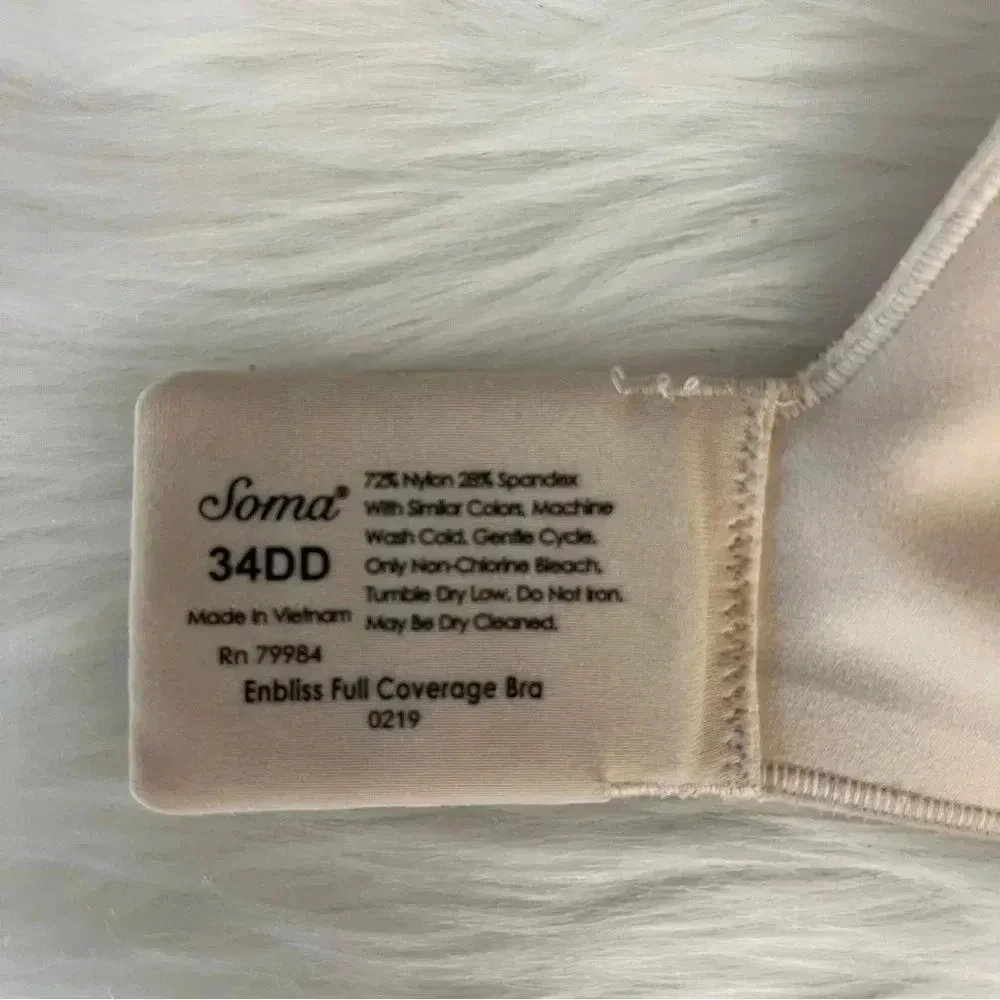 Soma®
34DD
Made in Vietnam
Rn 79984
72% Nylon 28% Spandex
With Similar Colors, Machine
Wash Cold, Gentle Cycle,
Only Non-Chlorine Bleach,
Tumble Dry Low, Do Not Iron,
May Be Dry Cleaned.
Enbliss Full Coverage Bra
0219